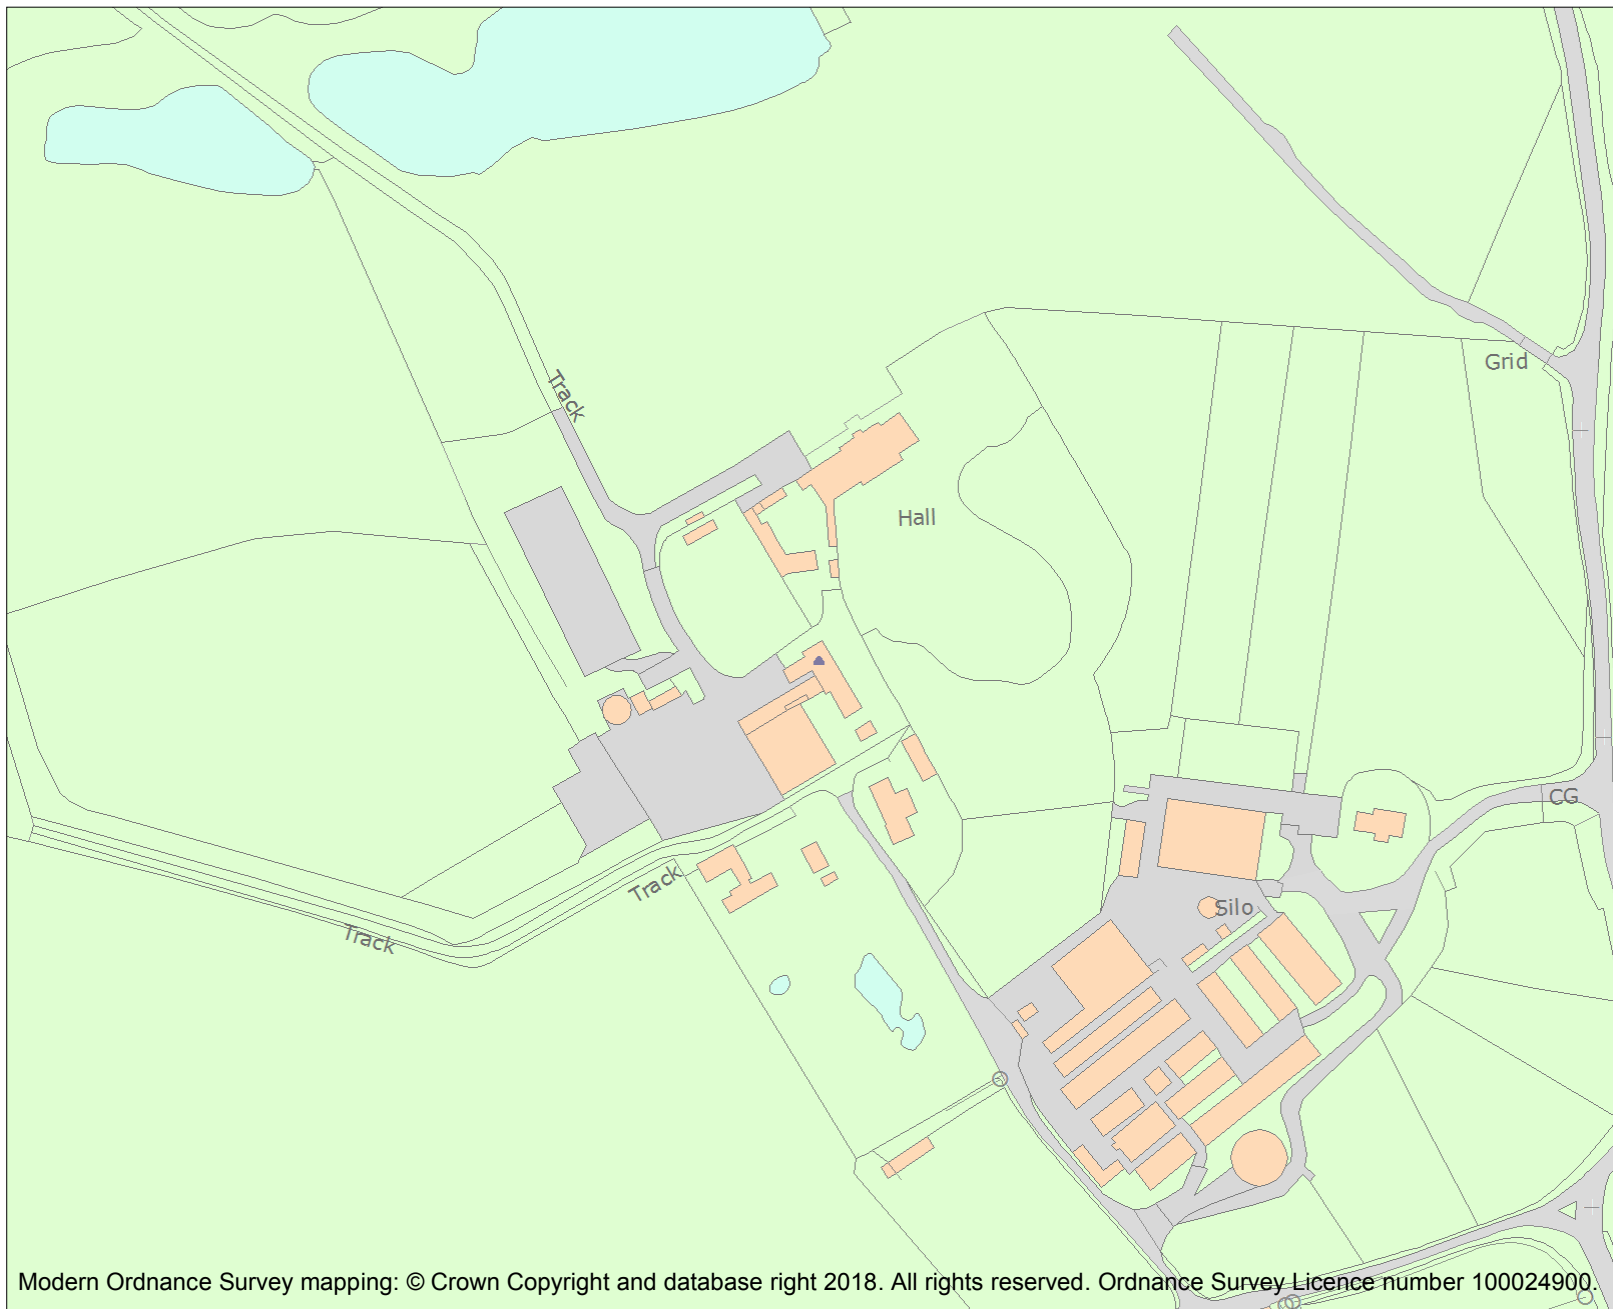 Grid
Track
Hall
CG
Track
Silo
Track
Modern Ordnance Survey mapping: © Crown Copyright and database right 2018. All rights reserved. Ordnance Survey Licence number 100024900.